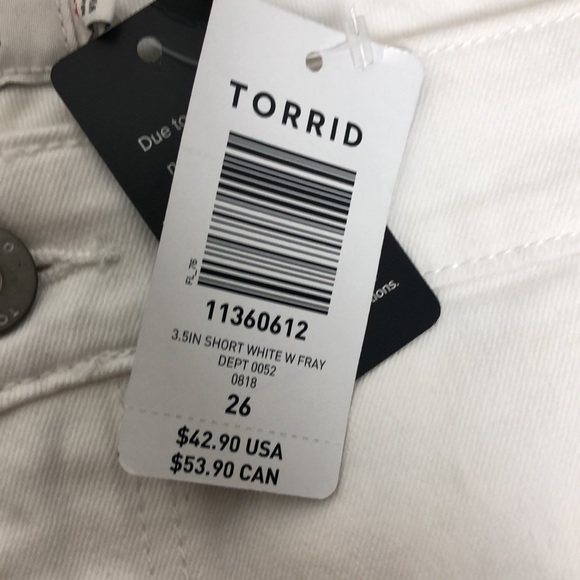 TORRID
FL_76
11360612
3.5IN SHORT WHITE W FRAY
DEPT 0052
0818
26
$42.90 USA
$53.90 CAN
Due to